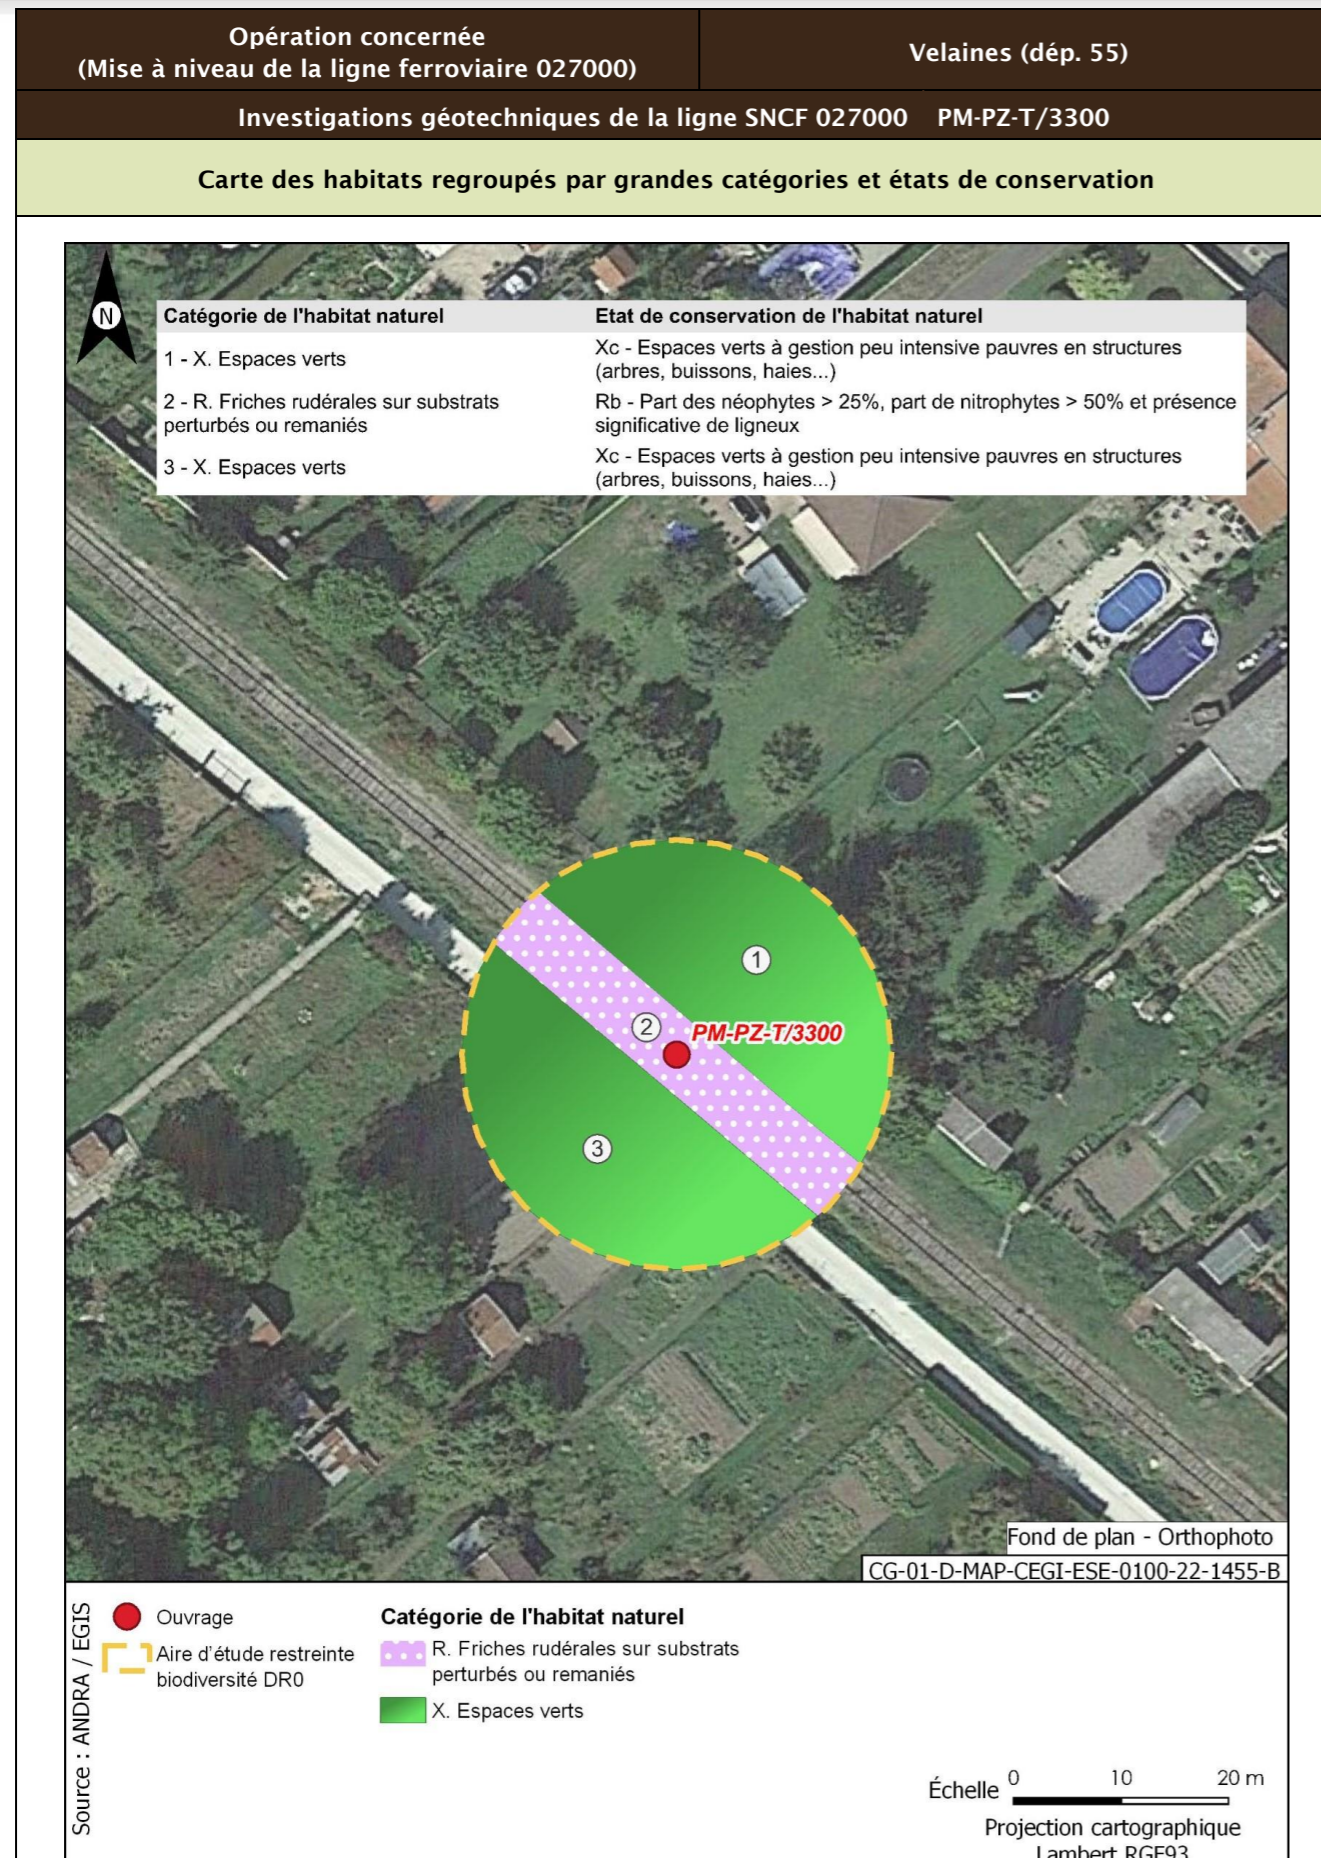 Opération concernée
(Mise à niveau de la ligne ferroviaire 027000)
Velaines (dép. 55)
Investigations géotechniques de la ligne SNCF 027000 PM-PZ-T/3300
Carte des habitats regroupés par grandes catégories et états de conservation
N
Catégorie de l'habitat naturel
Etat de conservation de l'habitat naturel
1 - X. Espaces verts
Xc - Espaces verts à gestion peu intensive pauvres en structures
(arbres, buissons, haies...)
2 - R. Friches rudérales sur substrats
perturbés ou remaniés
Rb - Part des néophytes > 25%, part de nitrophytes > 50% et présence
significative de ligneux
3 - X. Espaces verts
Xc - Espaces verts à gestion peu intensive pauvres en structures
(arbres, buissons, haies...)
1
2
PM-PZ-T/3300
3
Fond de plan - Orthophoto
CG-01-D-MAP-CEGI-ESE-0100-22-1455-B
Source : ANDRA / EGIS
Ouvrage
Aire d'étude restreinte
biodiversité DR0
Catégorie de l'habitat naturel
R. Friches rudérales sur substrats
perturbés ou remaniés
X. Espaces verts
Échelle 0 10 20 m
Projection cartographique
Lambert RGF93